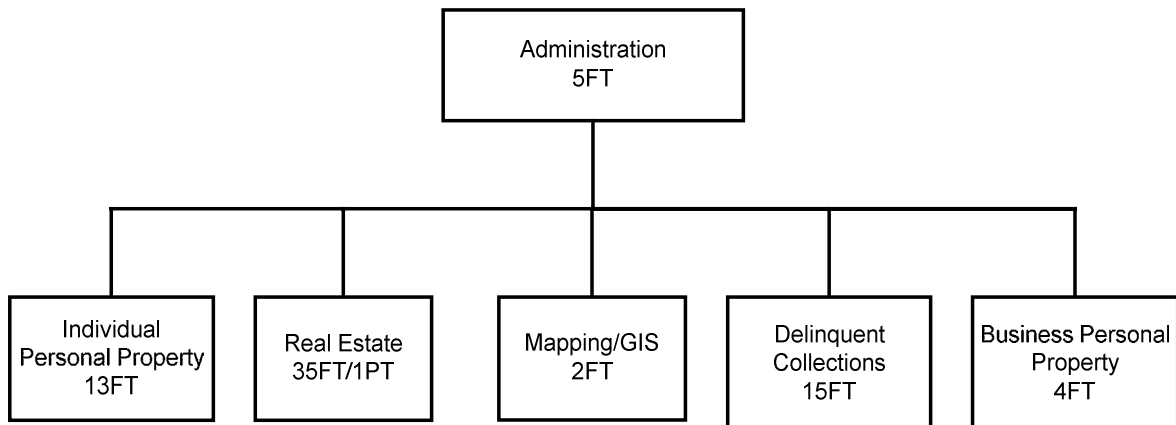 Administration
5FT
Individual
Personal Property
13FT
Real Estate
35FT/1PT
Mapping/GIS
2FT
Delinquent
Collections
15FT
Business Personal
Property
4FT